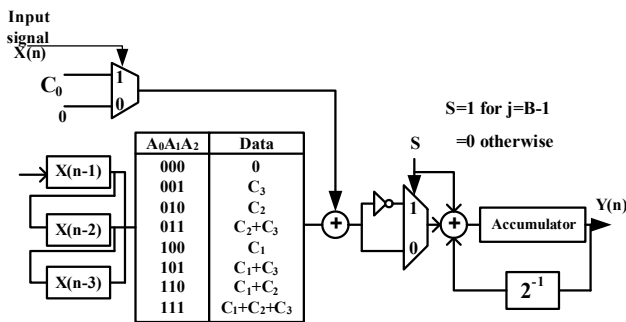 Input
signal
X(n)
C₀
0
1
0
S=1 for j=B-1
=0 otherwise
S
A₀A₁A₂ Data
000 0
001 C₃
010 C₂
011 C₂+C₃
100 C₁
101 C₁+C₃
110 C₁+C₂
111 C₁+C₂+C₃
X(n-1)
X(n-2)
X(n-3)
+
1
0
+
Accumulator
Y(n)
2⁻¹